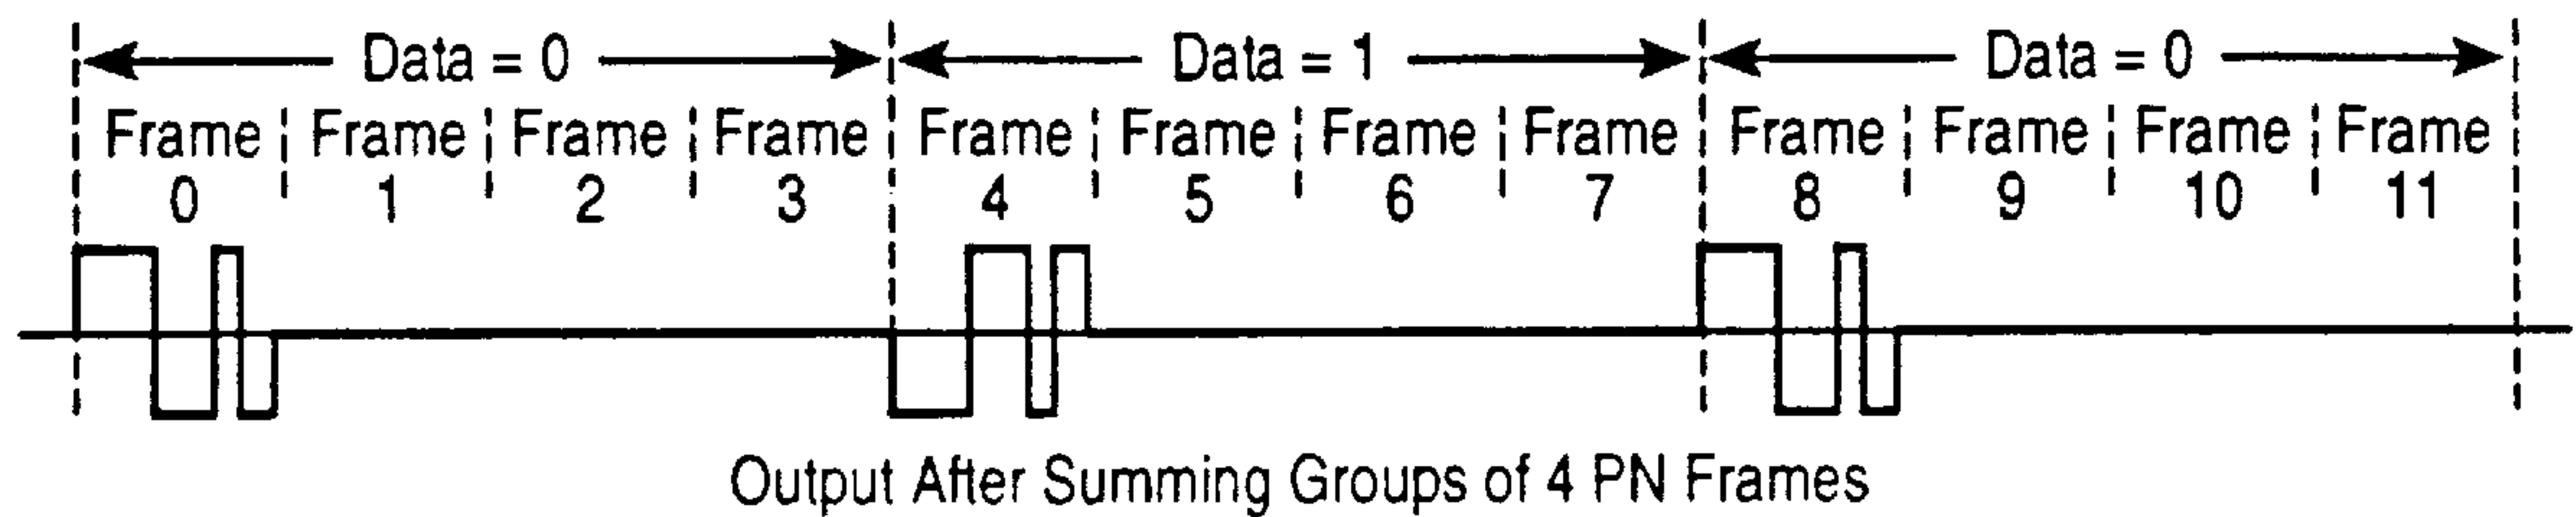 Data = 0 Data = 1 Data = 0
Frame Frame Frame Frame Frame Frame Frame Frame Frame Frame Frame Frame
0 1 2 3 4 5 6 7 8 9 10 11
Output After Summing Groups of 4 PN Frames